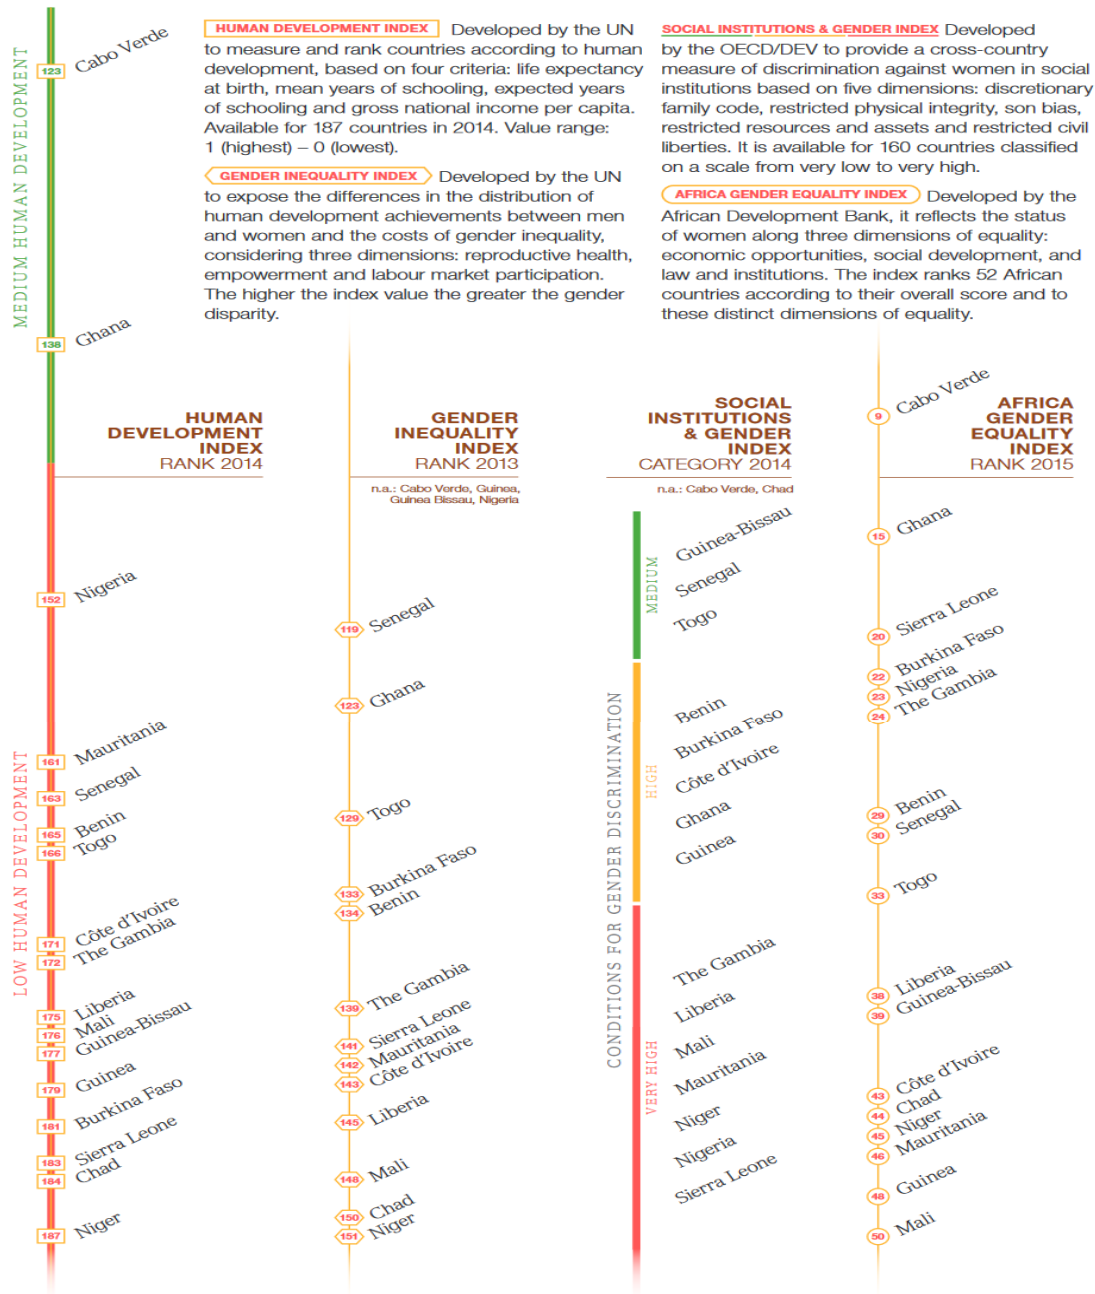 HUMAN DEVELOPMENT INDEX Developed by the UN
to measure and rank countries according to human
development, based on four criteria: life expectancy
at birth, mean years of schooling, expected years
of schooling and gross national income per capita.
Available for 187 countries in 2014. Value range:
1 (highest) – 0 (lowest).
GENDER INEQUALITY INDEX Developed by the UN
to expose the differences in the distribution of
human development achievements between men
and women and the costs of gender inequality,
considering three dimensions: reproductive health,
empowerment and labour market participation.
The higher the index value the greater the gender
disparity.
SOCIAL INSTITUTIONS & GENDER INDEX Developed
by the OECD/DEV to provide a cross-country
measure of discrimination against women in social
institutions based on five dimensions: discretionary
family code, restricted physical integrity, son bias,
restricted resources and assets and restricted civil
liberties. It is available for 160 countries classified
on a scale from very low to very high.
AFRICA GENDER EQUALITY INDEX Developed by the
African Development Bank, it reflects the status
of women along three dimensions of equality:
economic opportunities, social development, and
law and institutions. The index ranks 52 African
countries according to their overall score and to
these distinct dimensions of equality.
MEDIUM HUMAN DEVELOPMENT
LOW HUMAN DEVELOPMENT
HUMAN
DEVELOPMENT
INDEX
RANK 2014
123 Cabo Verde
138 Ghana
152 Nigeria
161 Mauritania
163 Senegal
165 Benin
166 Togo
171 Côte d'Ivoire
172 The Gambia
175 Liberia
176 Mali
177 Guinea-Bissau
179 Guinea
181 Burkina Faso
183 Sierra Leone
184 Chad
187 Niger
GENDER
INEQUALITY
INDEX
RANK 2013
n.a.: Cabo Verde, Guinea,
Guinea Bissau, Nigeria
119 Senegal
123 Ghana
129 Togo
133 Burkina Faso
134 Benin
139 The Gambia
141 Sierra Leone
142 Mauritania
143 Côte d'Ivoire
145 Liberia
148 Mali
150 Chad
151 Niger
SOCIAL
INSTITUTIONS
& GENDER
INDEX
CATEGORY 2014
n.a.: Cabo Verde, Chad
CONDITIONS FOR GENDER DISCRIMINATION
MEDIUM
Guinea-Bissau
Senegal
Togo
HIGH
Benin
Burkina Faso
Côte d'Ivoire
Ghana
Guinea
VERY HIGH
The Gambia
Liberia
Mali
Mauritania
Niger
Nigeria
Sierra Leone
AFRICA
GENDER
EQUALITY
INDEX
RANK 2015
9 Cabo Verde
15 Ghana
20 Sierra Leone
22 Burkina Faso
23 Nigeria
24 The Gambia
29 Benin
30 Senegal
33 Togo
38 Liberia
39 Guinea-Bissau
43 Côte d'Ivoire
44 Chad
45 Niger
46 Mauritania
48 Guinea
50 Mali